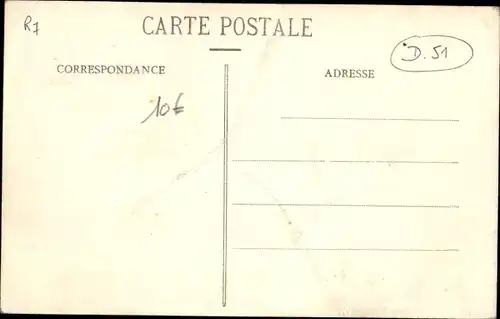 R7
CARTE POSTALE
D. 51
CORRESPONDANCE
ADRESSE
10€